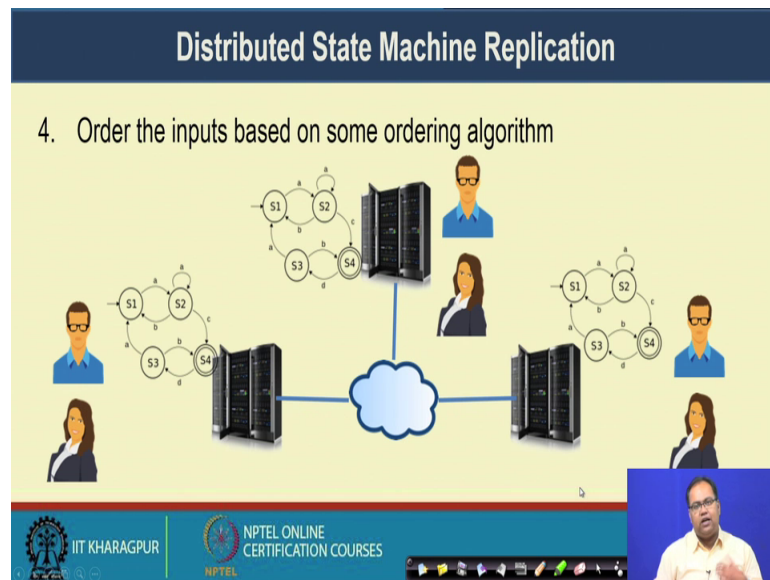 Distributed State Machine Replication
4. Order the inputs based on some ordering algorithm
a
a
S1
S2
b
c
a
b
S3
S4
d
a
a
S1
S2
b
c
a
b
S3
S4
d
a
a
S1
S2
b
c
a
b
S3
S4
d
IIT KHARAGPUR
NPTEL
NPTEL ONLINE
CERTIFICATION COURSES